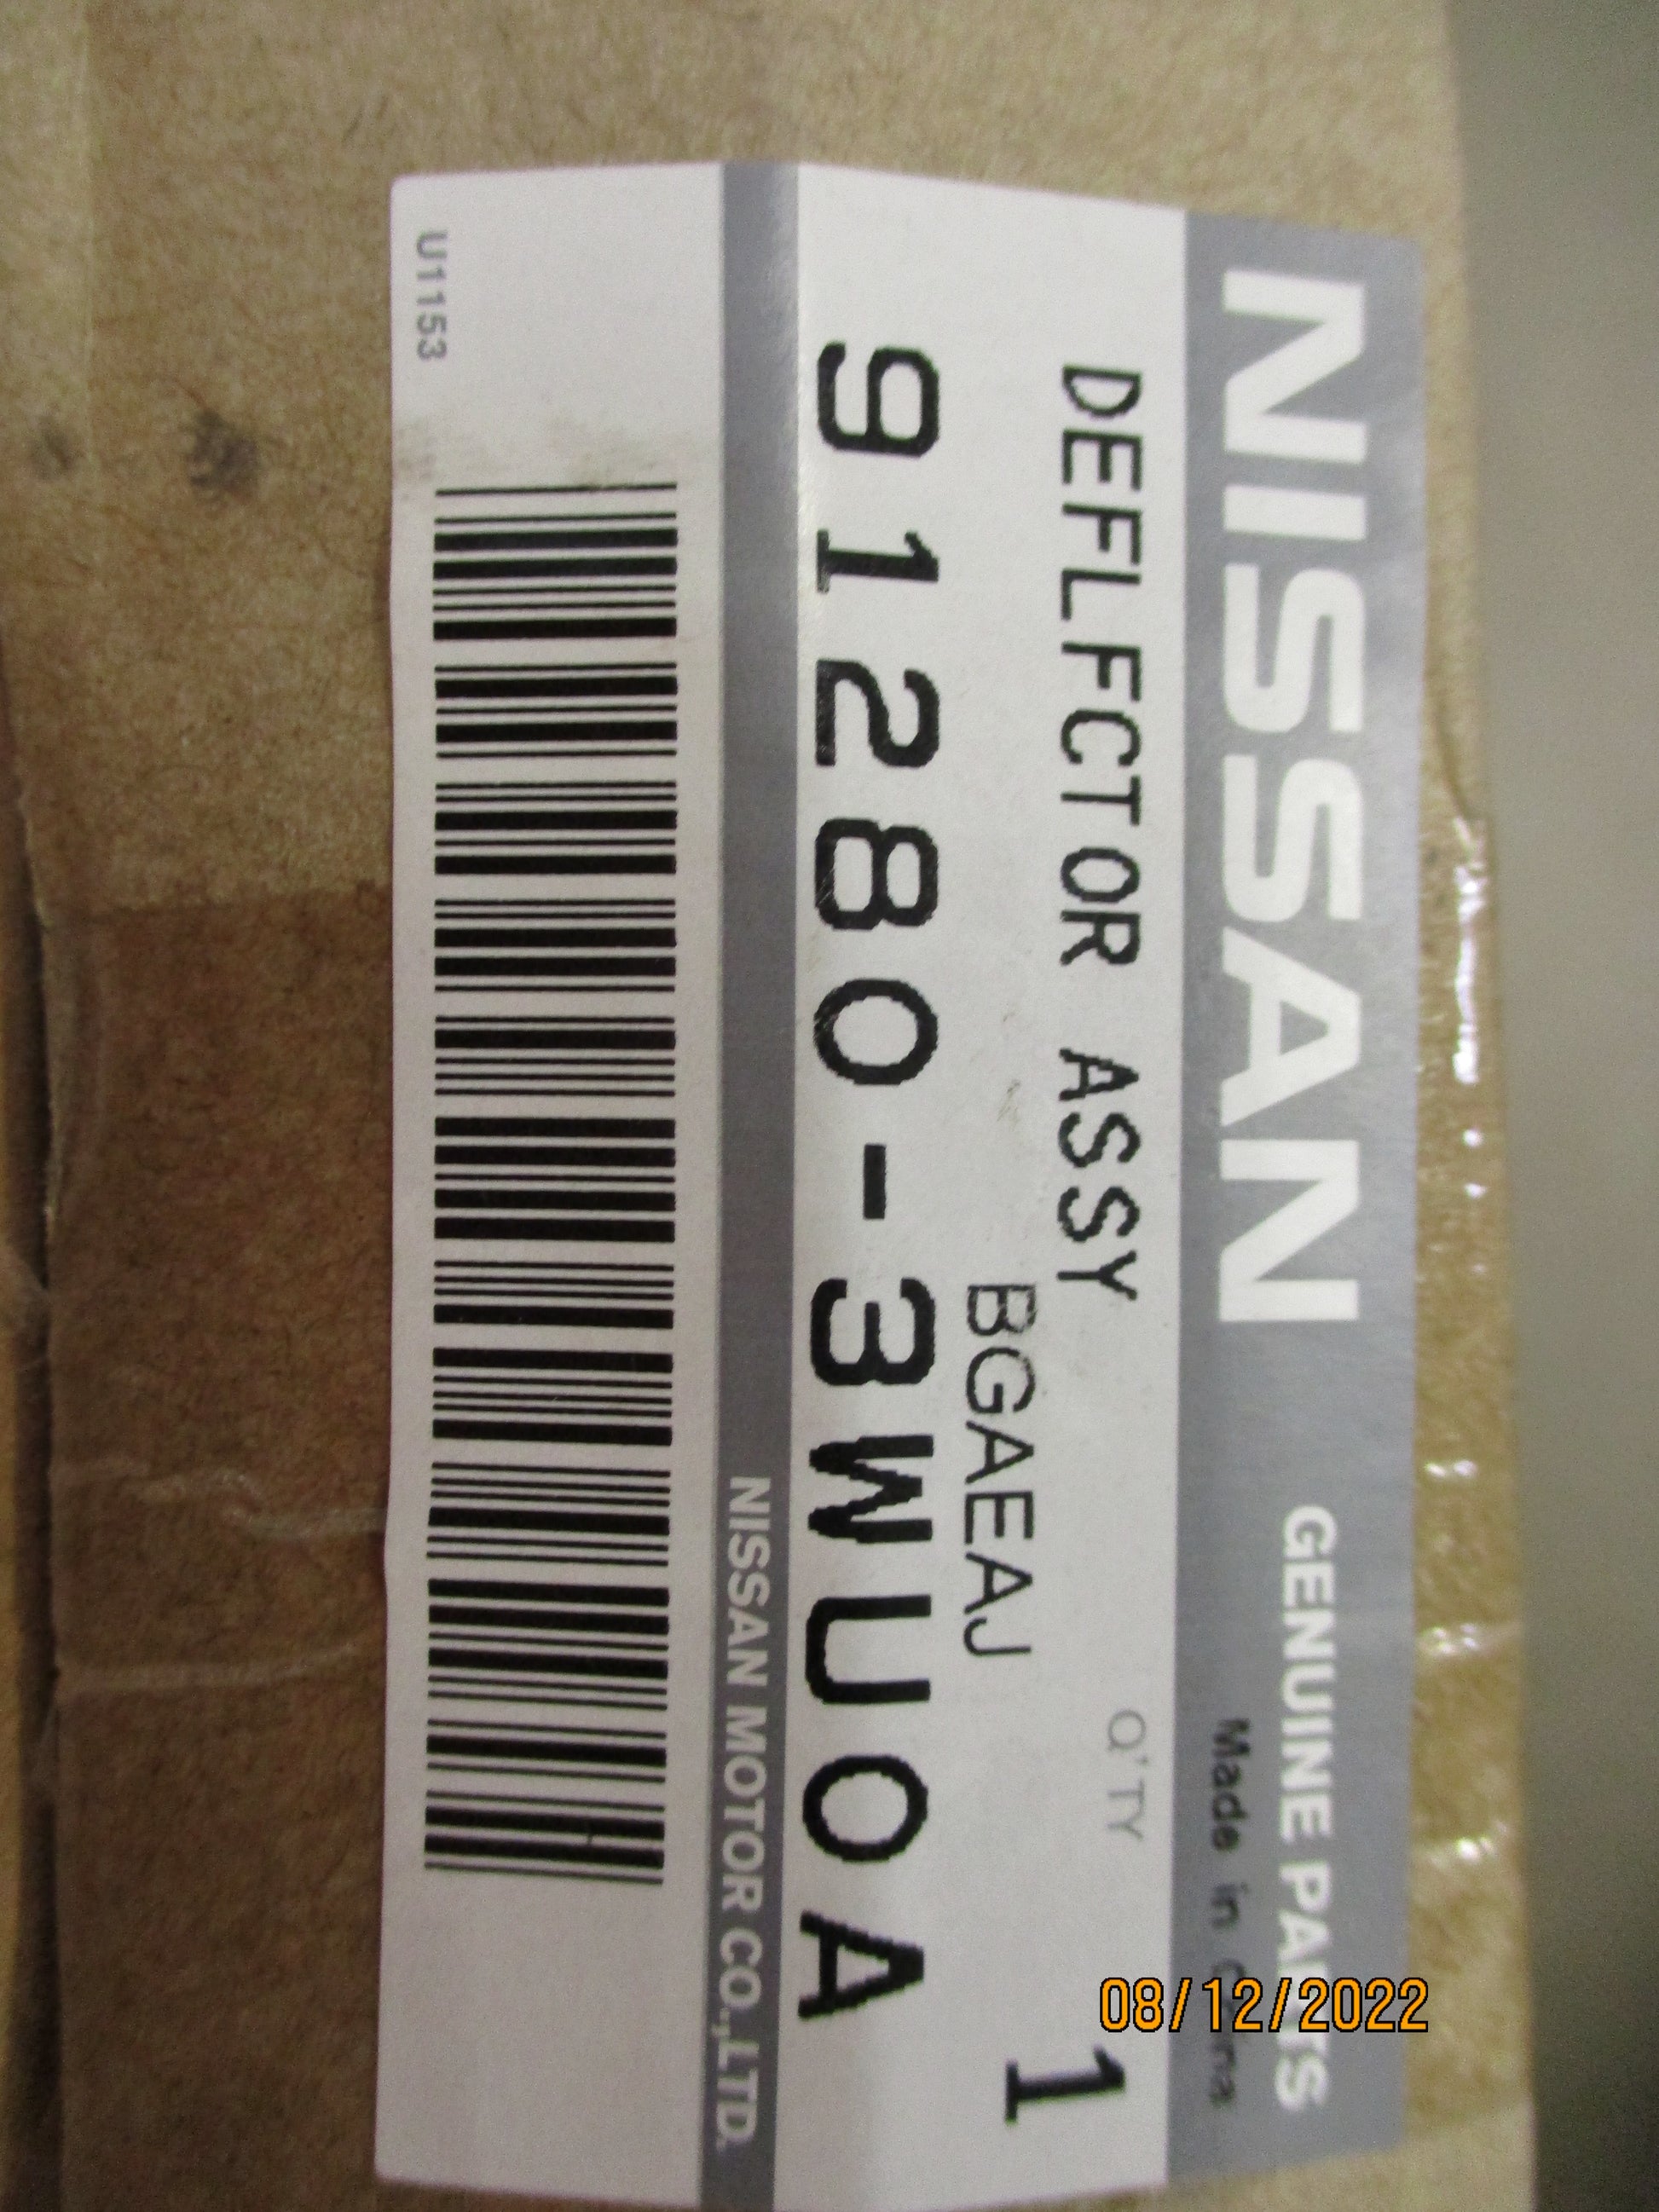 NISSAN GENUINE PARTS
Made in China
DEFLFCTOR ASSY Q'TY 1
BGAEAJ
91280-3WU0A
NISSAN MOTOR CO.,LTD.
U1153
08/12/2022